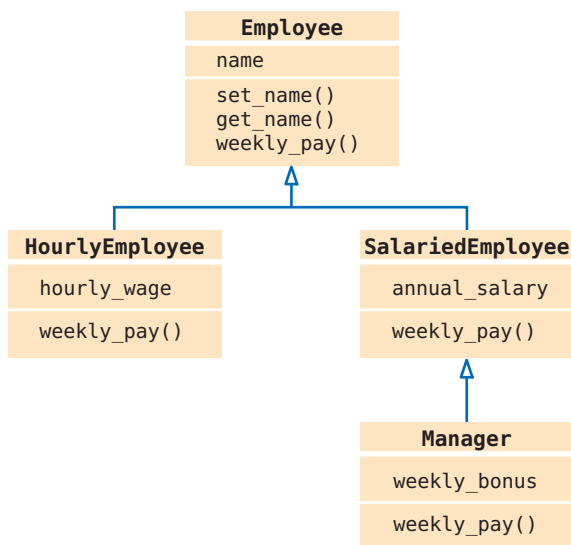 Employee
name
set_name()
get_name()
weekly_pay()
HourlyEmployee
hourly_wage
weekly_pay()
SalariedEmployee
annual_salary
weekly_pay()
Manager
weekly_bonus
weekly_pay()